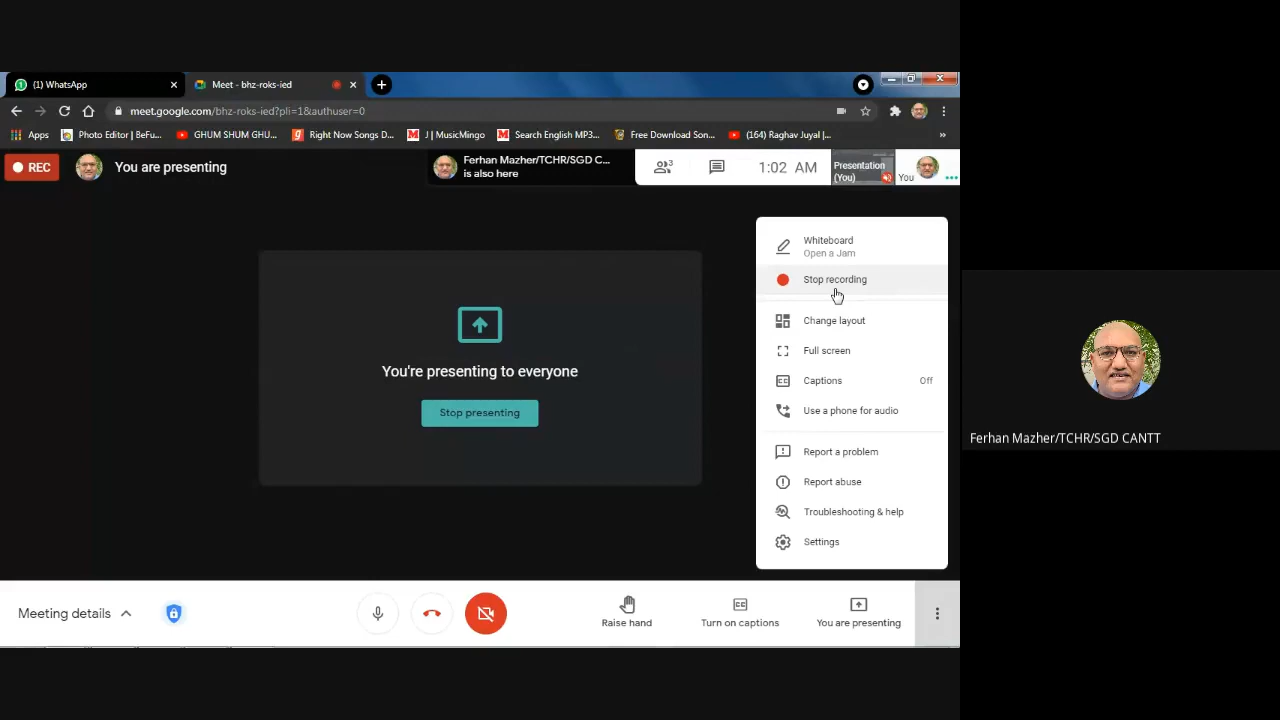 (1) WhatsApp
Meet - bhz-roks-ied
meet.google.com/bhz-roks-ied?pli=1&authuser=0
Apps
Photo Editor | BeFu...
GHUM SHUM GHU...
Right Now Songs D...
J | MusicMingo
Search English MP3...
Free Download Son...
(164) Raghav Juyal |...
»
REC
You are presenting
Ferhan Mazher/TCHR/SGD C...
is also here
3
1:02 AM
Presentation
(You)
You
Whiteboard
Open a Jam
Stop recording
Change layout
Full screen
Captions
Off
Use a phone for audio
Report a problem
Report abuse
Troubleshooting & help
Settings
You're presenting to everyone
Stop presenting
Ferhan Mazher/TCHR/SGD CANTT
Meeting details
Raise hand
Turn on captions
You are presenting